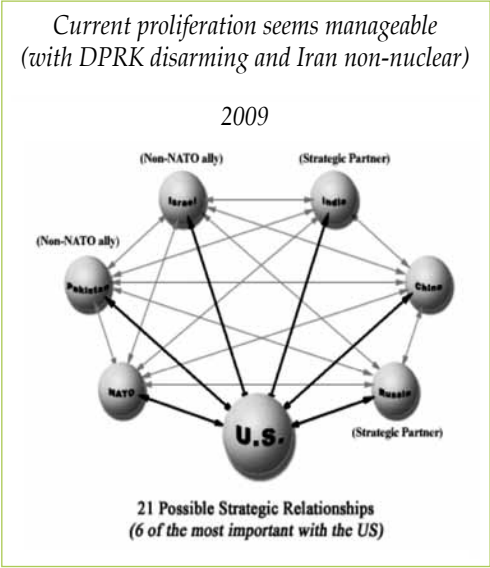 Current proliferation seems manageable
(with DPRK disarming and Iran non-nuclear)
2009
(Non-NATO ally)
(Strategic Partner)
Israel
India
(Non-NATO ally)
Pakistan
China
NATO
Russia
U.S.
(Strategic Partner)
21 Possible Strategic Relationships
(6 of the most important with the US)